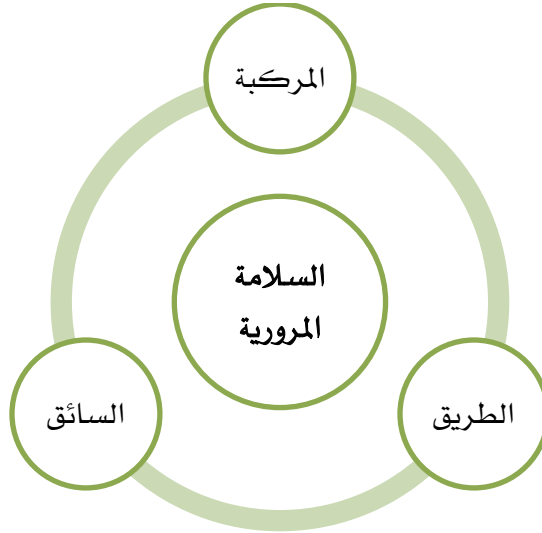 المركبة
السلامة
المرورية
الطريق
السائق